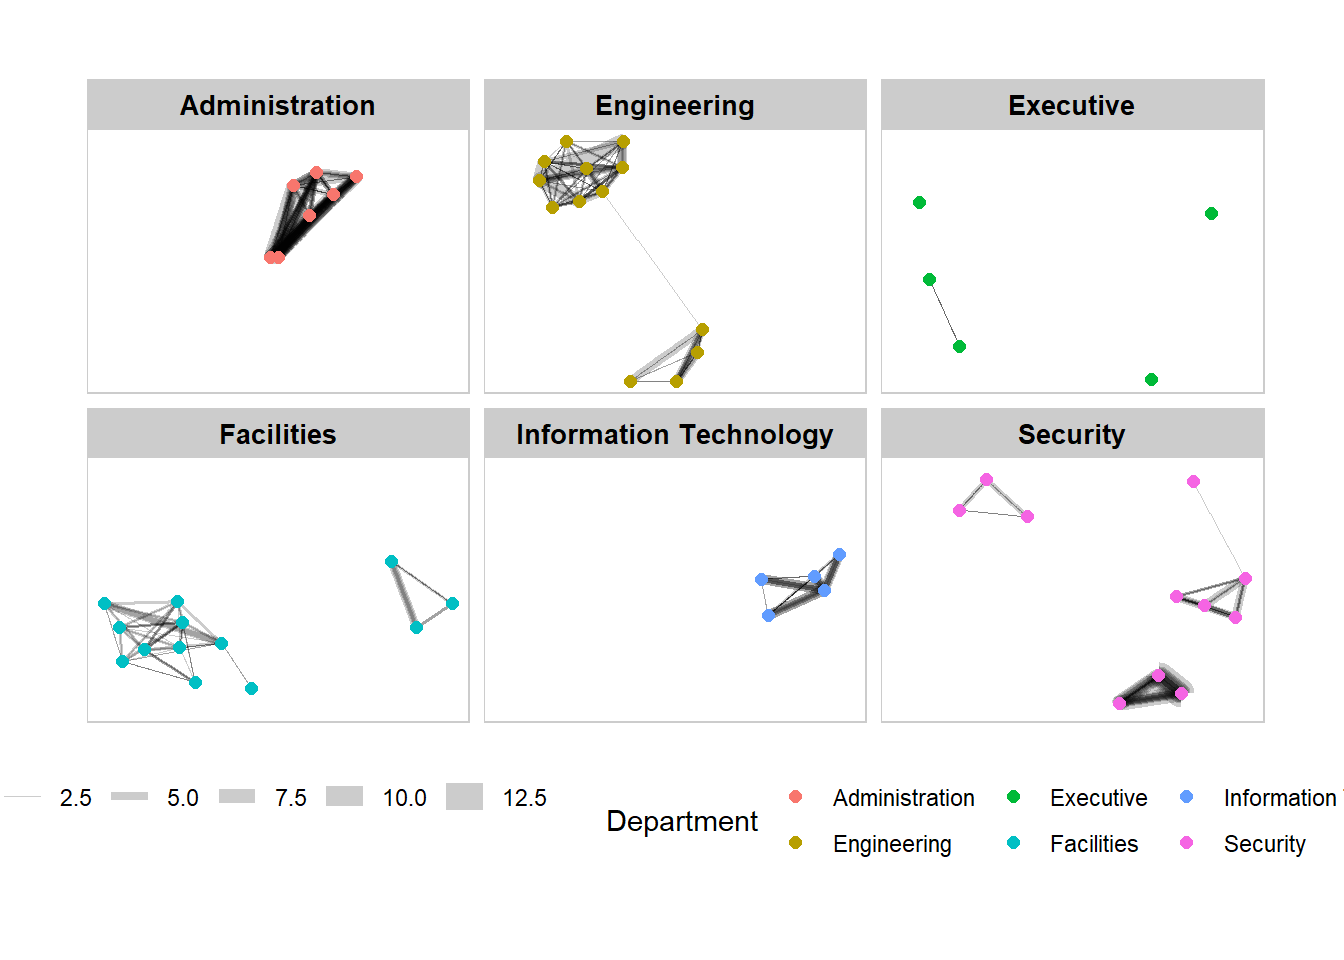 Administration
Engineering
Executive
Facilities
Information Technology
Security
2.5
5.0
7.5
10.0
12.5
Department
Administration
Executive
Information
Engineering
Facilities
Security